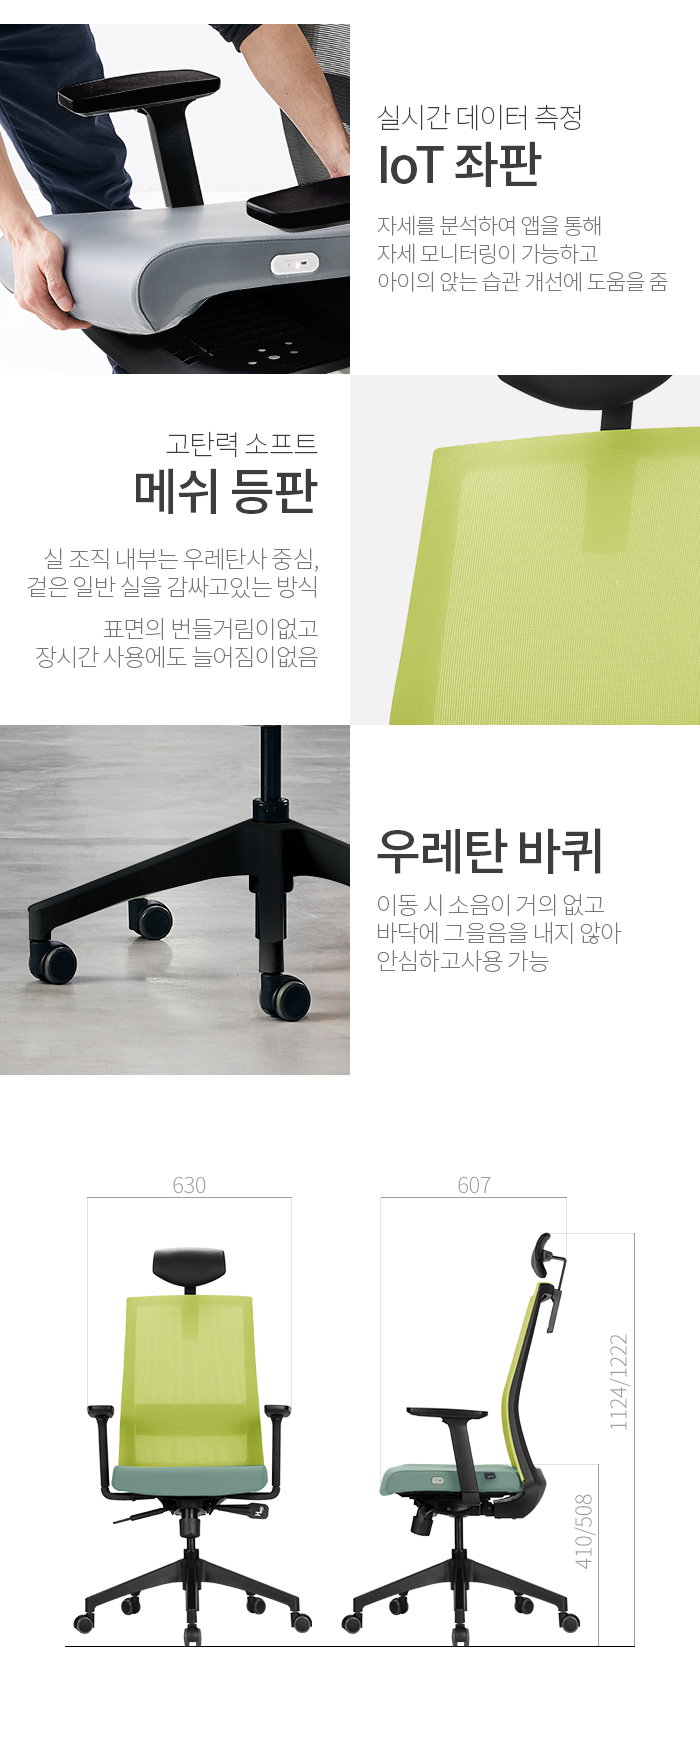 실시간 데이터 측정
IoT 좌판
자세를 분석하여 앱을 통해
자세 모니터링이 가능하고
아이의 앉는 습관 개선에 도움을 줌
고탄력 소프트
메쉬 등판
실 조직 내부는 우레탄사 중심,
겉은 일반 실을 감싸고있는 방식
표면의 번들거림이없고
장시간 사용에도 늘어짐이없음
우레탄 바퀴
이동 시 소음이 거의 없고
바닥에 그을음을 내지 않아
안심하고사용 가능
630
607
1124/1222
410/508